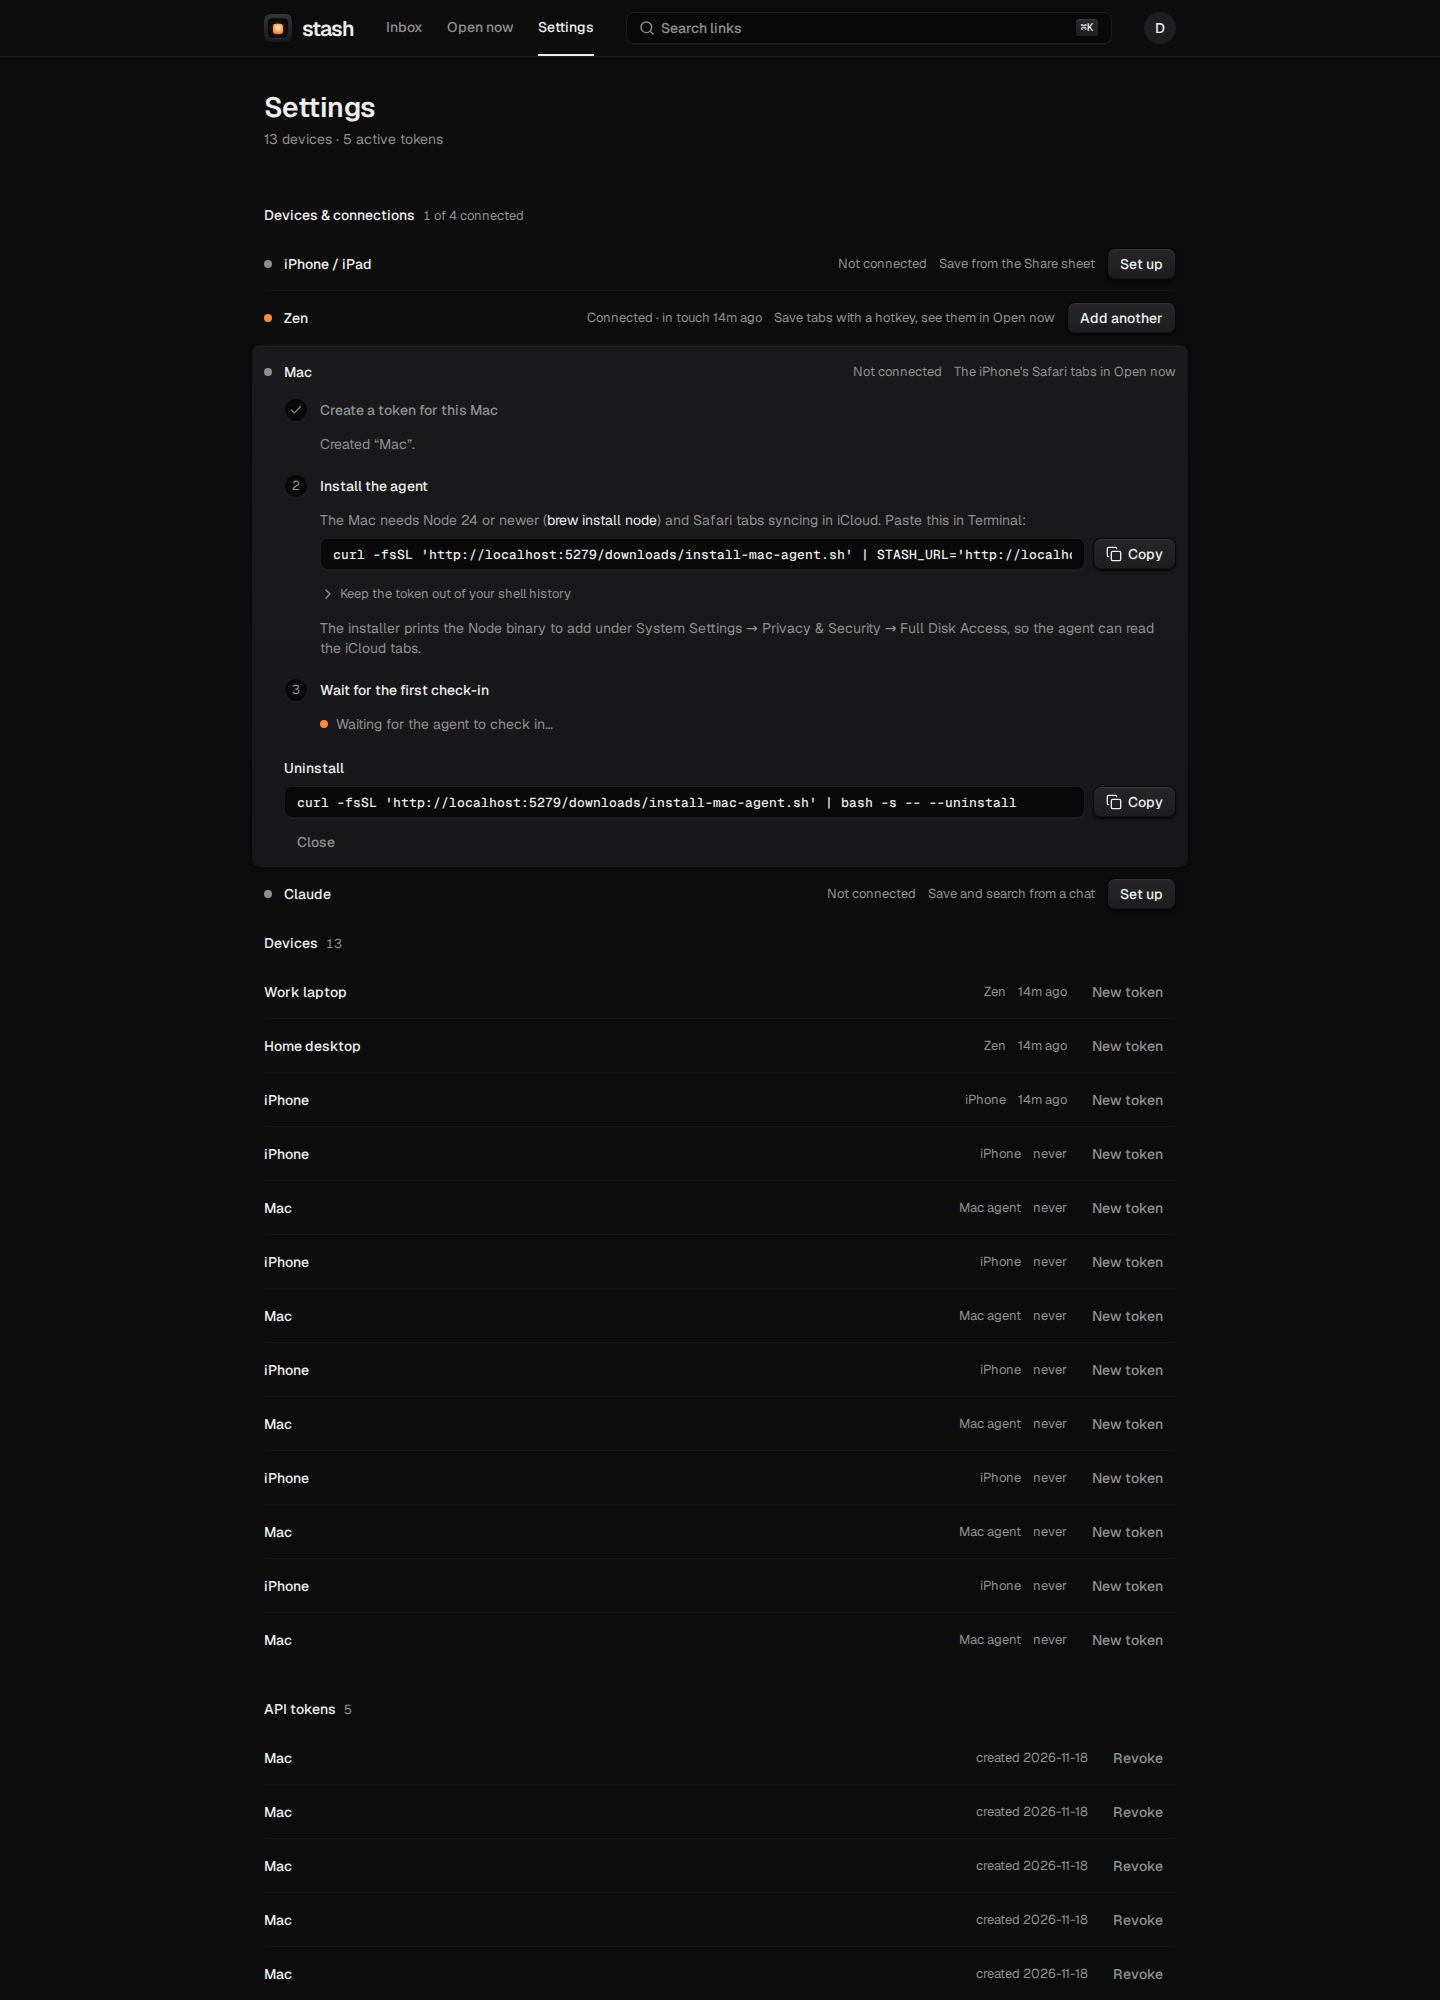 stash Inbox Open now Settings Search links ⌘K D
Settings
13 devices · 5 active tokens
Devices & connections 1 of 4 connected
iPhone / iPad Not connected Save from the Share sheet Set up
Zen Connected · in touch 14m ago Save tabs with a hotkey, see them in Open now Add another
Mac Not connected The iPhone's Safari tabs in Open now
Create a token for this Mac
Created “Mac”.
2 Install the agent
The Mac needs Node 24 or newer (brew install node) and Safari tabs syncing in iCloud. Paste this in Terminal:
curl -fsSL 'http://localhost:5279/downloads/install-mac-agent.sh' | STASH_URL='http://localho Copy
Keep the token out of your shell history
The installer prints the Node binary to add under System Settings → Privacy & Security → Full Disk Access, so the agent can read
the iCloud tabs.
3 Wait for the first check-in
Waiting for the agent to check in…
Uninstall
curl -fsSL 'http://localhost:5279/downloads/install-mac-agent.sh' | bash -s -- --uninstall Copy
Close
Claude Not connected Save and search from a chat Set up
Devices 13
Work laptop Zen 14m ago New token
Home desktop Zen 14m ago New token
iPhone iPhone 14m ago New token
iPhone iPhone never New token
Mac Mac agent never New token
iPhone iPhone never New token
Mac Mac agent never New token
iPhone iPhone never New token
Mac Mac agent never New token
iPhone iPhone never New token
Mac Mac agent never New token
iPhone iPhone never New token
Mac Mac agent never New token
API tokens 5
Mac created 2026-11-18 Revoke
Mac created 2026-11-18 Revoke
Mac created 2026-11-18 Revoke
Mac created 2026-11-18 Revoke
Mac created 2026-11-18 Revoke